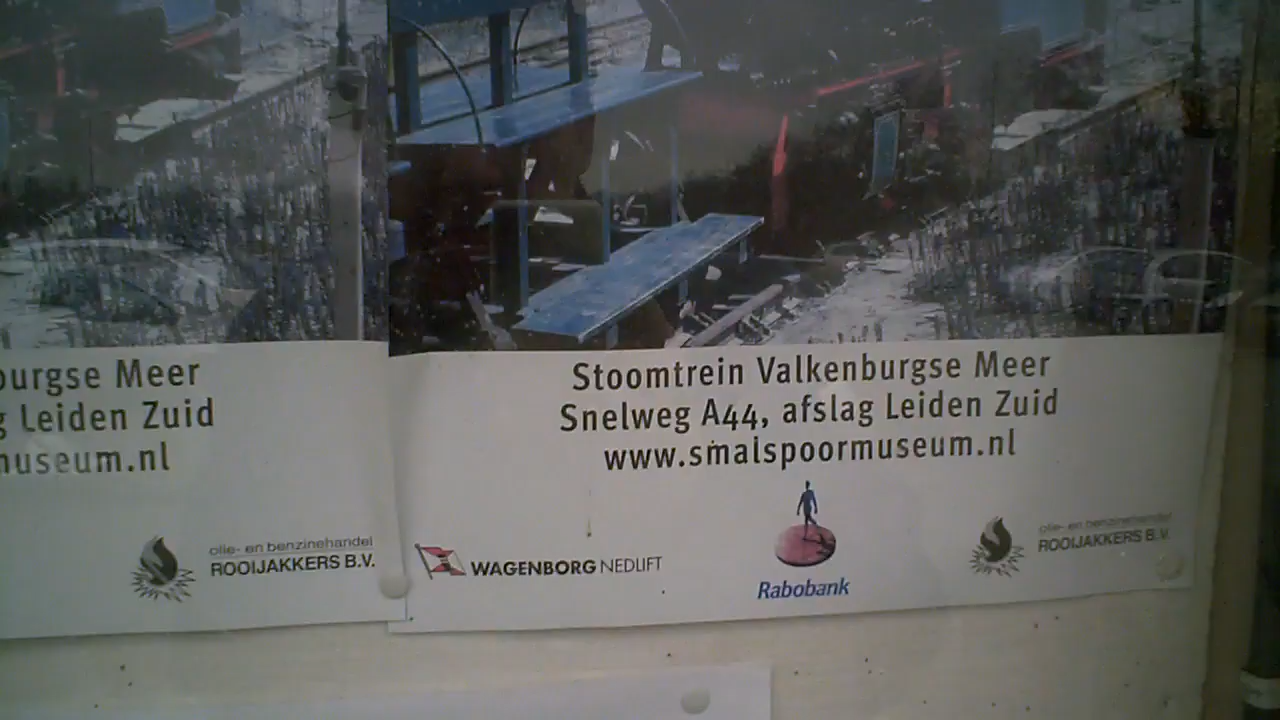 burgse Meer
g Leiden Zuid
museum.nl
olie- en benzinehandel
ROOIJAKKERS B.V.
Stoomtrein Valkenburgse Meer
Snelweg A44, afslag Leiden Zuid
www.smalspoormuseum.nl
WAGENBORG NEDLIFT
Rabobank
olie- en benzinehandel
ROOIJAKKERS B.V.